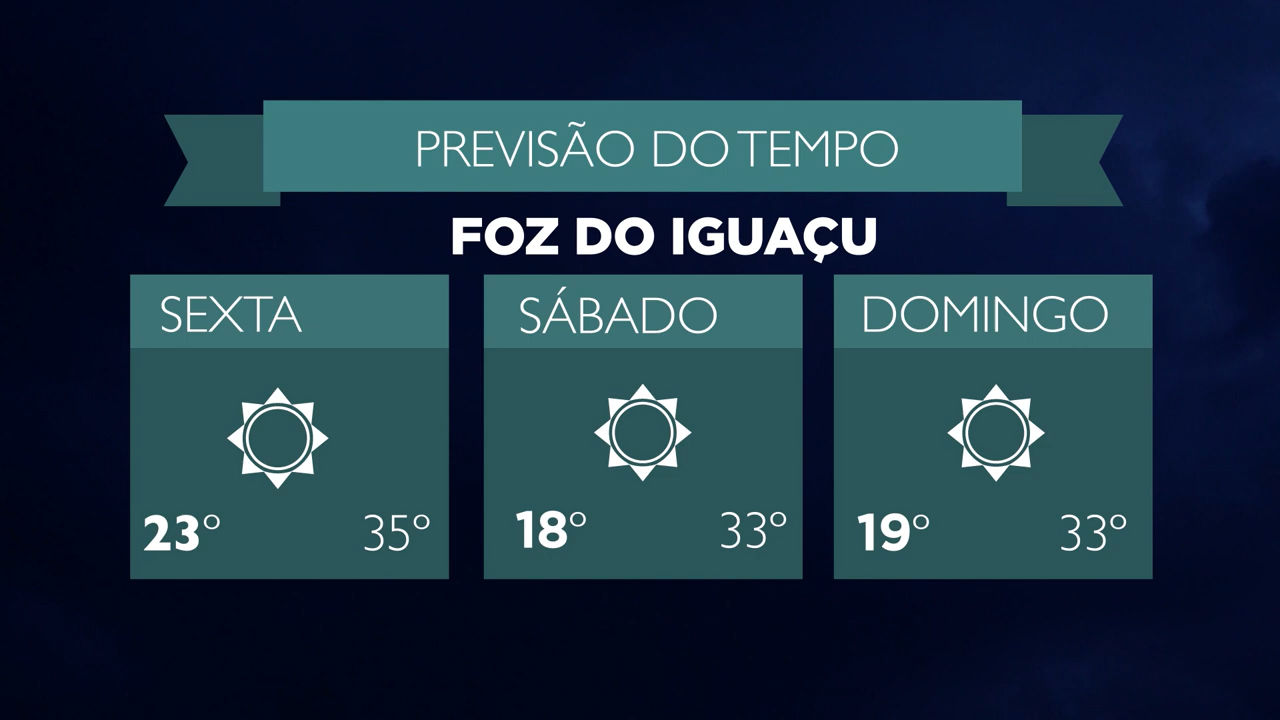 PREVISÃO DO TEMPO
FOZ DO IGUAÇU
SEXTA
23° 35°
SÁBADO
18° 33°
DOMINGO
19° 33°